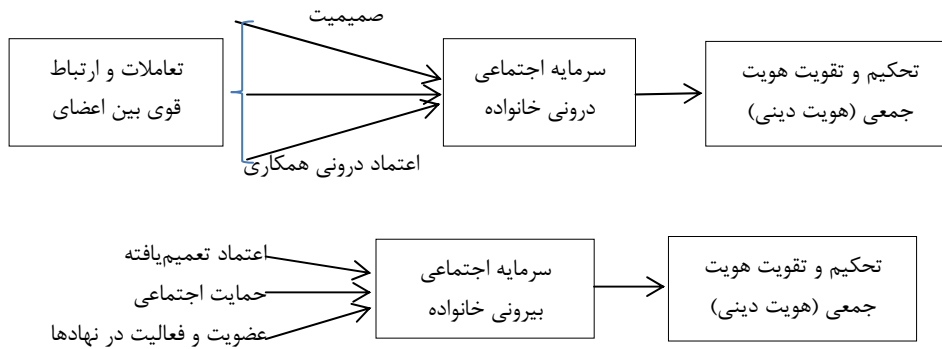 صمیمیت
تعاملات و ارتباط
قوی بین اعضای
سرمایه اجتماعی
درونی خانواده
تحکیم و تقویت هویت
جمعی (هویت دینی)
اعتماد درونی همکاری
اعتماد تعمیم‌یافته
حمایت اجتماعی
عضویت و فعالیت در نهادها
سرمایه اجتماعی
بیرونی خانواده
تحکیم و تقویت هویت
جمعی (هویت دینی)